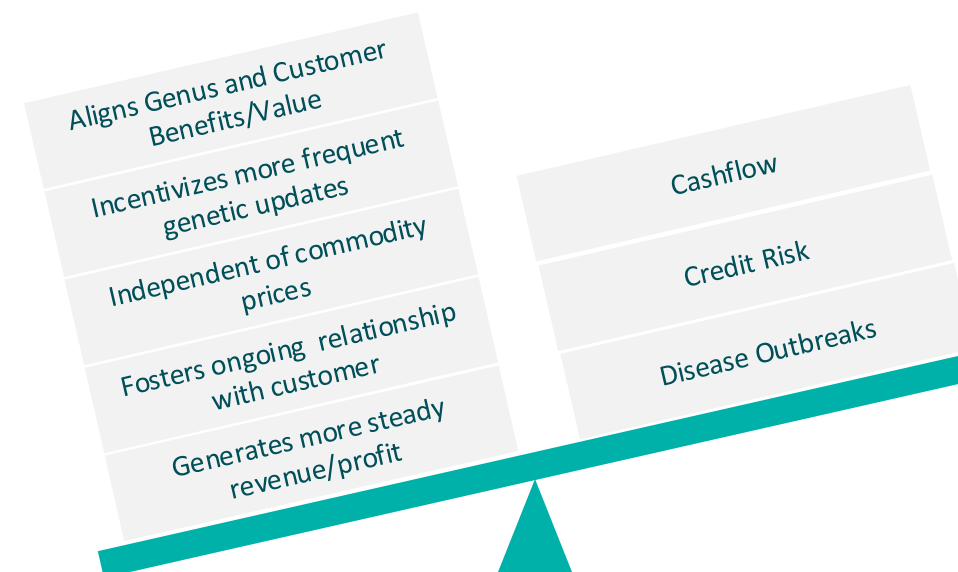 Aligns Genus and Customer
Benefits/Value
Incentivizes more frequent
genetic updates
Independent of commodity
prices
Fosters ongoing relationship
with customer
Generates more steady
revenue/profit
Cashflow
Credit Risk
Disease Outbreaks